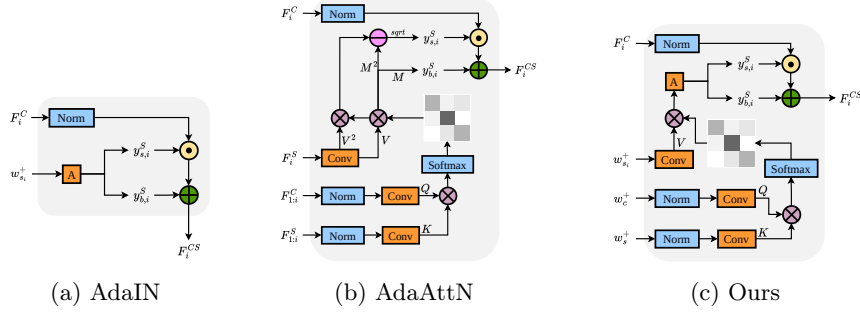 F_i^C
Norm
w_{s_i}^+
A
y_{s,i}^S
y_{b,i}^S
F_i^{CS}
(a) AdaIN
F_i^C
Norm
sqrt
y_{s,i}^S
M^2
M
y_{b,i}^S
F_i^{CS}
V^2
V
F_i^S
Conv
Softmax
F_{1:i}^C
Norm
Conv
Q
F_{1:i}^S
Norm
Conv
K
(b) AdaAttN
F_i^C
Norm
y_{s,i}^S
A
y_{b,i}^S
F_i^{CS}
V
w_{s_i}^+
Conv
Softmax
w_c^+
Norm
Conv
Q
w_s^+
Norm
Conv
K
(c) Ours